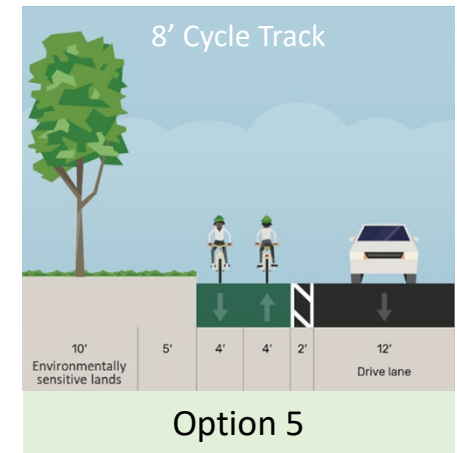 8’ Cycle Track
10’ 5’ 4’ 4’ 2’ 12’
Environmentally
sensitive lands
Drive lane
Option 5